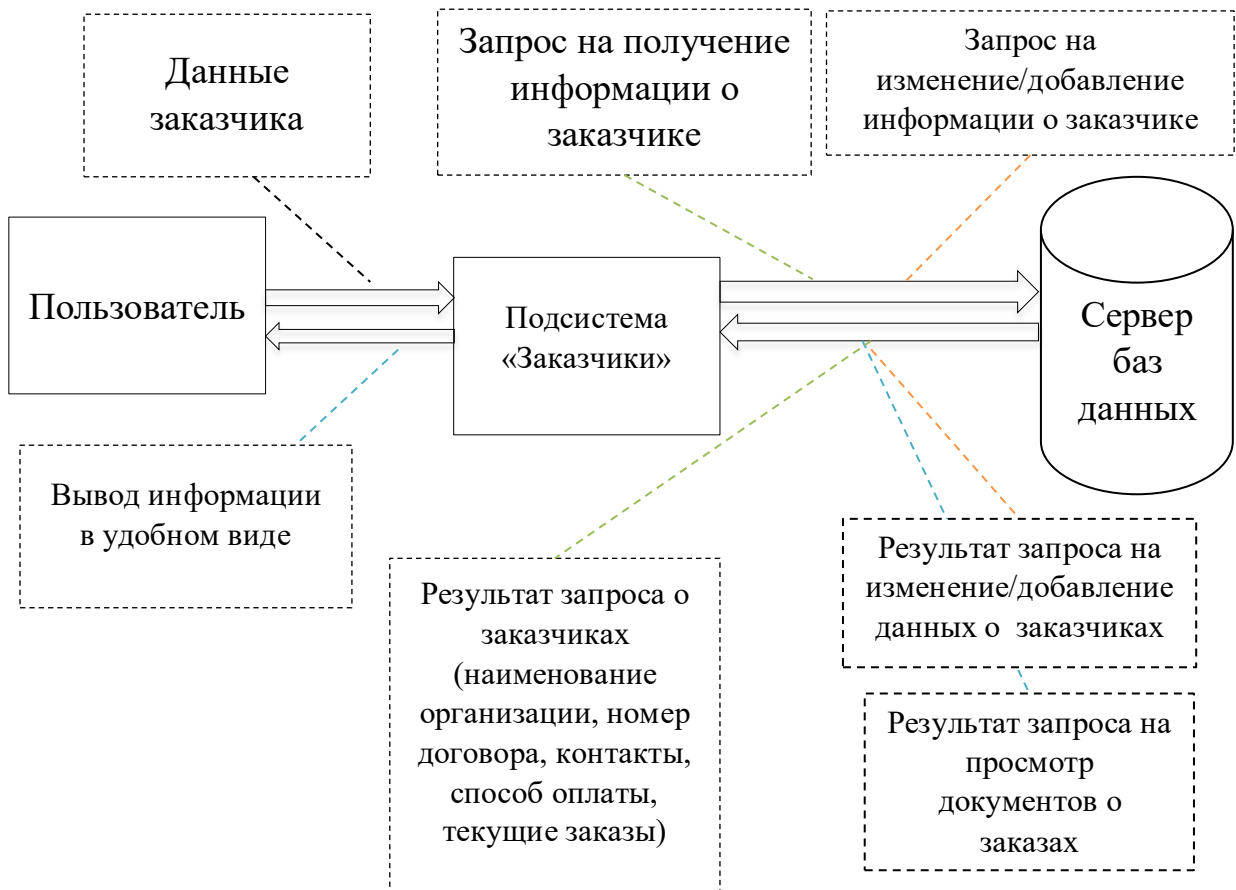 Данные
заказчика
Запрос на получение
информации о
заказчике
Запрос на
изменение/добавление
информации о заказчике
Пользователь
Подсистема
«Заказчики»
Сервер
баз
данных
Вывод информации
в удобном виде
Результат запроса о
заказчиках
(наименование
организации, номер
договора, контакты,
способ оплаты,
текущие заказы)
Результат запроса на
изменение/добавление
данных о заказчиках
Результат запроса на
просмотр
документов о
заказах